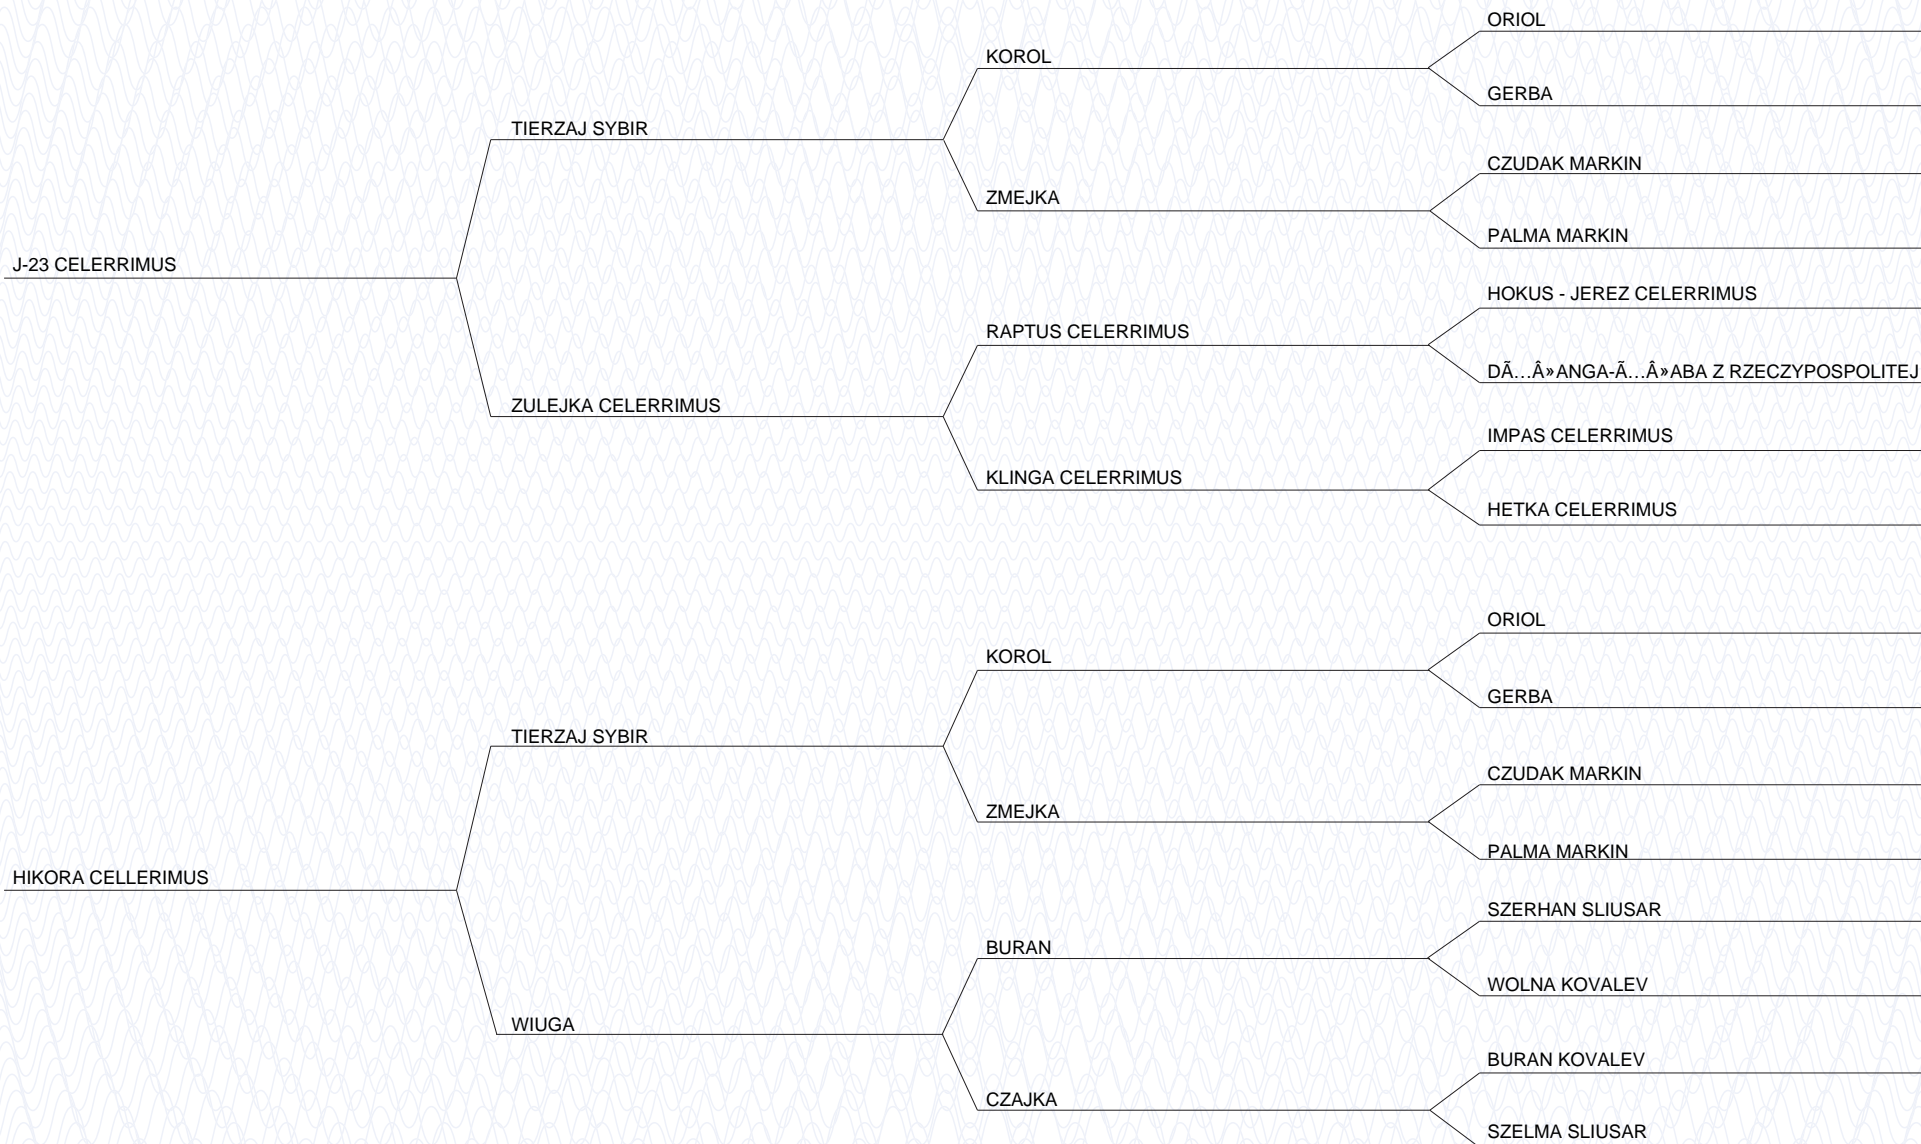 ORIOL
KOROL
GERBA
TIERZAJ SYBIR
CZUDAK MARKIN
ZMEJKA
PALMA MARKIN
J-23 CELERRIMUS
HOKUS - JEREZ CELERRIMUS
RAPTUS CELERRIMUS
DÃ…Â»ANGA-Ã…Â»ABA Z RZECZYPOSPOLITEJ
ZULEJKA CELERRIMUS
IMPAS CELERRIMUS
KLINGA CELERRIMUS
HETKA CELERRIMUS
ORIOL
KOROL
GERBA
TIERZAJ SYBIR
CZUDAK MARKIN
ZMEJKA
PALMA MARKIN
HIKORA CELLERIMUS
SZERHAN SLIUSAR
BURAN
WOLNA KOVALEV
WIUGA
BURAN KOVALEV
CZAJKA
SZELMA SLIUSAR